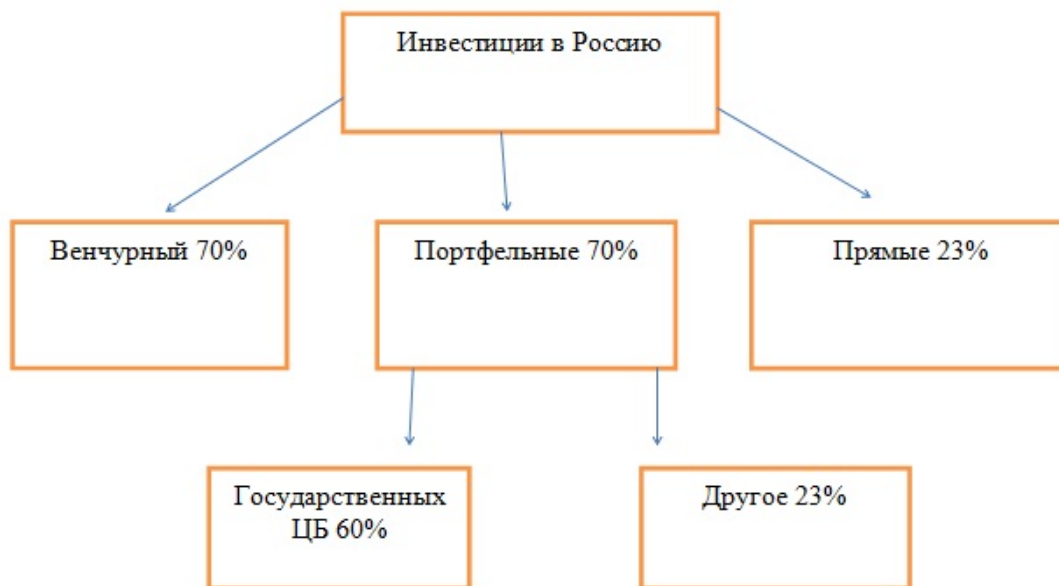 Инвестиции в Россию
Венчурный 70%
Портфельные 70%
Прямые 23%
Государственных
ЦБ 60%
Другое 23%